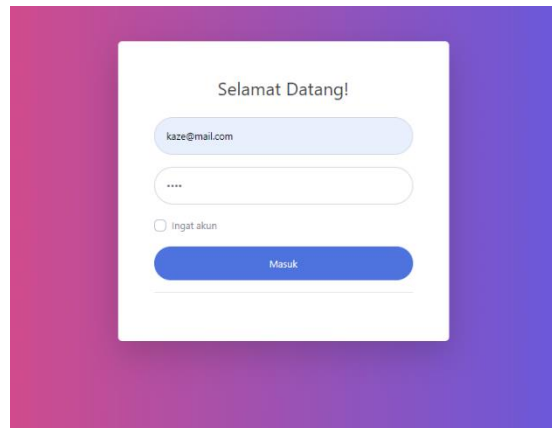 Selamat Datang!
kaze@mail.com
....
Ingat akun
Masuk